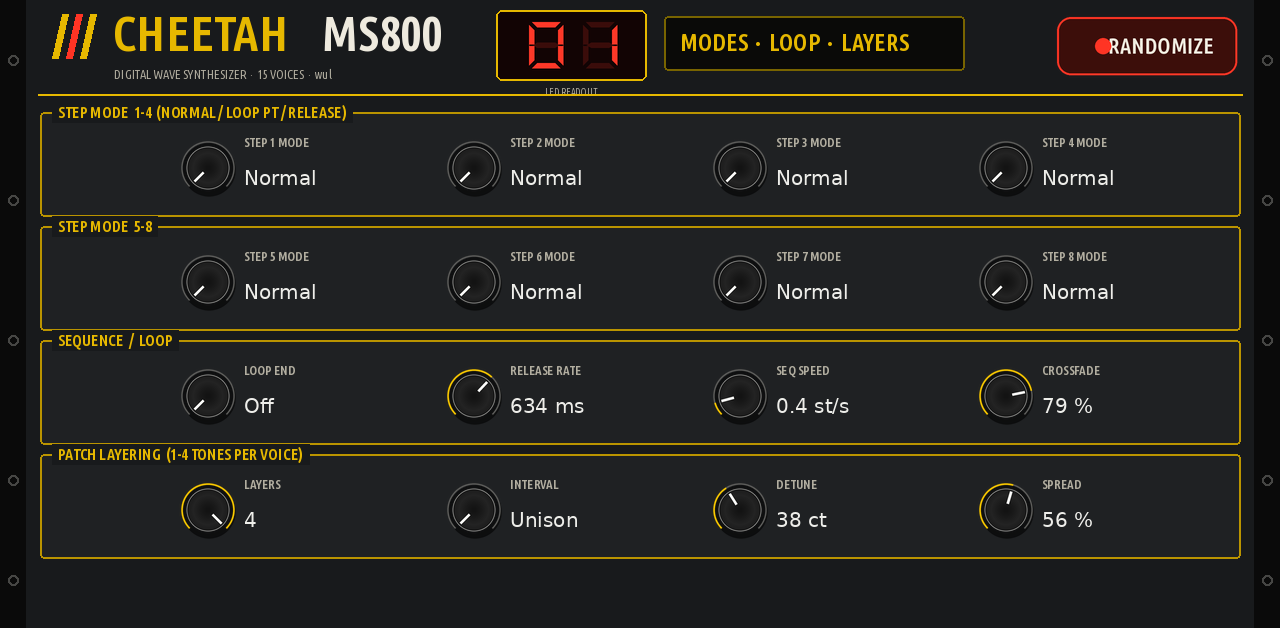 CHEETAH MS800
DIGITAL WAVE SYNTHESIZER · 15 VOICES · wul
01
LED READOUT
MODES · LOOP · LAYERS
RANDOMIZE
STEP MODE 1-4 (NORMAL / LOOP PT / RELEASE)
STEP 1 MODE
Normal
STEP 2 MODE
Normal
STEP 3 MODE
Normal
STEP 4 MODE
Normal
STEP MODE 5-8
STEP 5 MODE
Normal
STEP 6 MODE
Normal
STEP 7 MODE
Normal
STEP 8 MODE
Normal
SEQUENCE / LOOP
LOOP END
Off
RELEASE RATE
634 ms
SEQ SPEED
0.4 st/s
CROSSFADE
79 %
PATCH LAYERING (1-4 TONES PER VOICE)
LAYERS
4
INTERVAL
Unison
DETUNE
38 ct
SPREAD
56 %